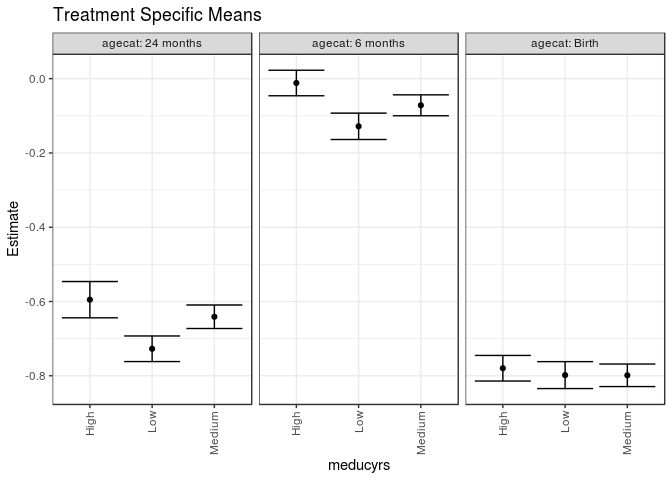 Treatment Specific Means
agecat: 24 months
agecat: 6 months
agecat: Birth
Estimate
0.0
-0.2
-0.4
-0.6
-0.8
High
Low
Medium
High
Low
Medium
High
Low
Medium
meducyrs